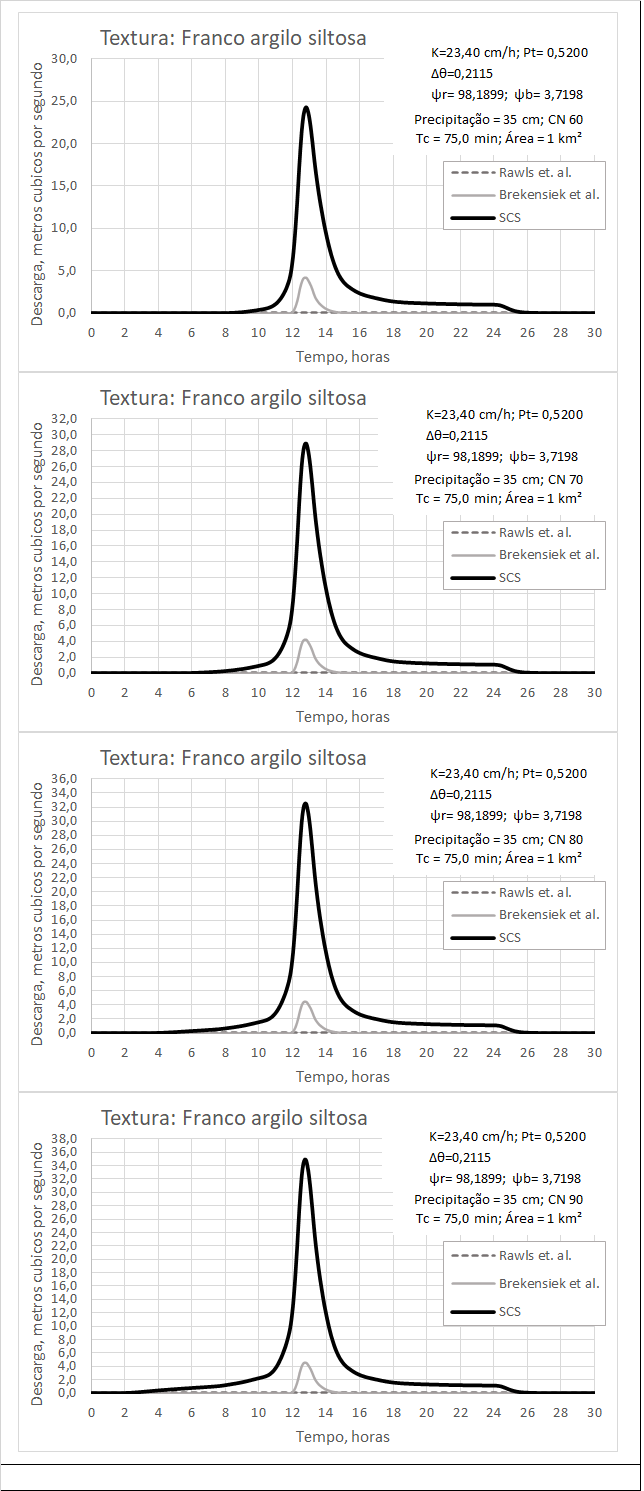 Textura: Franco argilo siltosa
K=23,40 cm/h; Pt= 0,5200
Δθ=0,2115
ψr= 98,1899; ψb= 3,7198
Precipitação = 35 cm; CN 60
Tc = 75,0 min; Área = 1 km²
Rawls et. al.
Brekensiek et al.
SCS
Descarga, metros cubicos por segundo
30,0
25,0
20,0
15,0
10,0
5,0
0,0
0 2 4 6 8 10 12 14 16 18 20 22 24 26 28 30
Tempo, horas
Textura: Franco argilo siltosa
K=23,40 cm/h; Pt= 0,5200
Δθ=0,2115
ψr= 98,1899; ψb= 3,7198
Precipitação = 35 cm; CN 70
Tc = 75,0 min; Área = 1 km²
Rawls et. al.
Brekensiek et al.
SCS
Descarga, metros cubicos por segundo
32,0
30,0
28,0
26,0
24,0
22,0
20,0
18,0
16,0
14,0
12,0
10,0
8,0
6,0
4,0
2,0
0,0
0 2 4 6 8 10 12 14 16 18 20 22 24 26 28 30
Tempo, horas
Textura: Franco argilo siltosa
K=23,40 cm/h; Pt= 0,5200
Δθ=0,2115
ψr= 98,1899; ψb= 3,7198
Precipitação = 35 cm; CN 80
Tc = 75,0 min; Área = 1 km²
Rawls et. al.
Brekensiek et al.
SCS
Descarga, metros cubicos por segundo
36,0
34,0
32,0
30,0
28,0
26,0
24,0
22,0
20,0
18,0
16,0
14,0
12,0
10,0
8,0
6,0
4,0
2,0
0,0
0 2 4 6 8 10 12 14 16 18 20 22 24 26 28 30
Tempo, horas
Textura: Franco argilo siltosa
K=23,40 cm/h; Pt= 0,5200
Δθ=0,2115
ψr= 98,1899; ψb= 3,7198
Precipitação = 35 cm; CN 90
Tc = 75,0 min; Área = 1 km²
Rawls et. al.
Brekensiek et al.
SCS
Descarga, metros cubicos por segundo
38,0
36,0
34,0
32,0
30,0
28,0
26,0
24,0
22,0
20,0
18,0
16,0
14,0
12,0
10,0
8,0
6,0
4,0
2,0
0,0
0 2 4 6 8 10 12 14 16 18 20 22 24 26 28 30
Tempo, horas